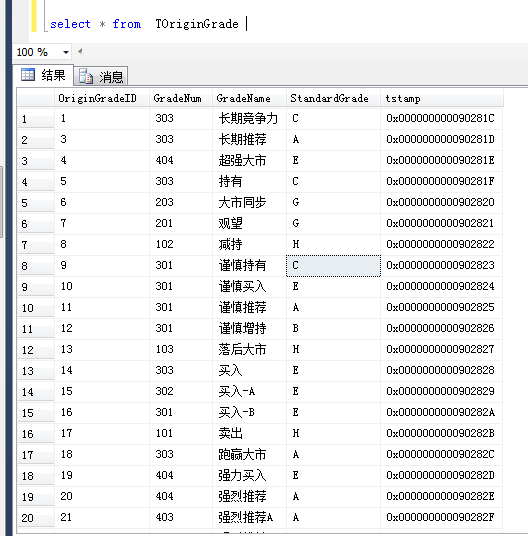 select * from TOriginGrade
100 %
结果 消息
OriginGradeID GradeNum GradeName StandardGrade tstamp
1 1 303 长期竞争力 C 0x000000000090281C
2 3 303 长期推荐 A 0x000000000090281D
3 4 404 超强大市 E 0x000000000090281E
4 5 303 持有 C 0x000000000090281F
5 6 203 大市同步 G 0x0000000000902820
6 7 201 观望 G 0x0000000000902821
7 8 102 减持 H 0x0000000000902822
8 9 301 谨慎持有 C 0x0000000000902823
9 10 301 谨慎买入 E 0x0000000000902824
10 11 301 谨慎推荐 A 0x0000000000902825
11 12 301 谨慎增持 B 0x0000000000902826
12 13 103 落后大市 H 0x0000000000902827
13 14 303 买入 E 0x0000000000902828
14 15 302 买入-A E 0x0000000000902829
15 16 301 买入-B E 0x000000000090282A
16 17 101 卖出 H 0x000000000090282B
17 18 303 跑赢大市 A 0x000000000090282C
18 19 404 强力买入 E 0x000000000090282D
19 20 404 强烈推荐 A 0x000000000090282E
20 21 403 强烈推荐A A 0x000000000090282F